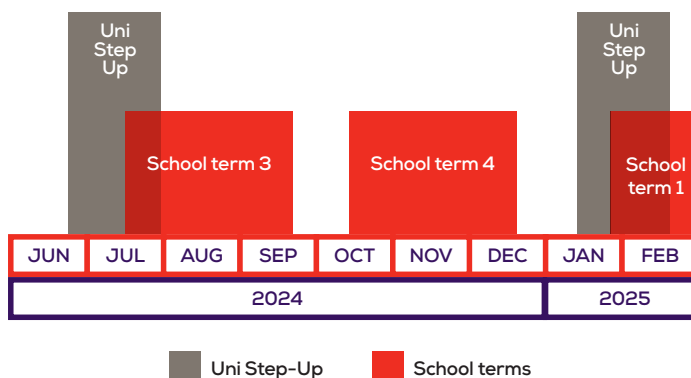 Uni
Step
Up
Uni
Step
Up
School term 3
School term 4
School
term 1
JUN JUL AUG SEP OCT NOV DEC JAN FEB
2024 2025
Uni Step-Up School terms